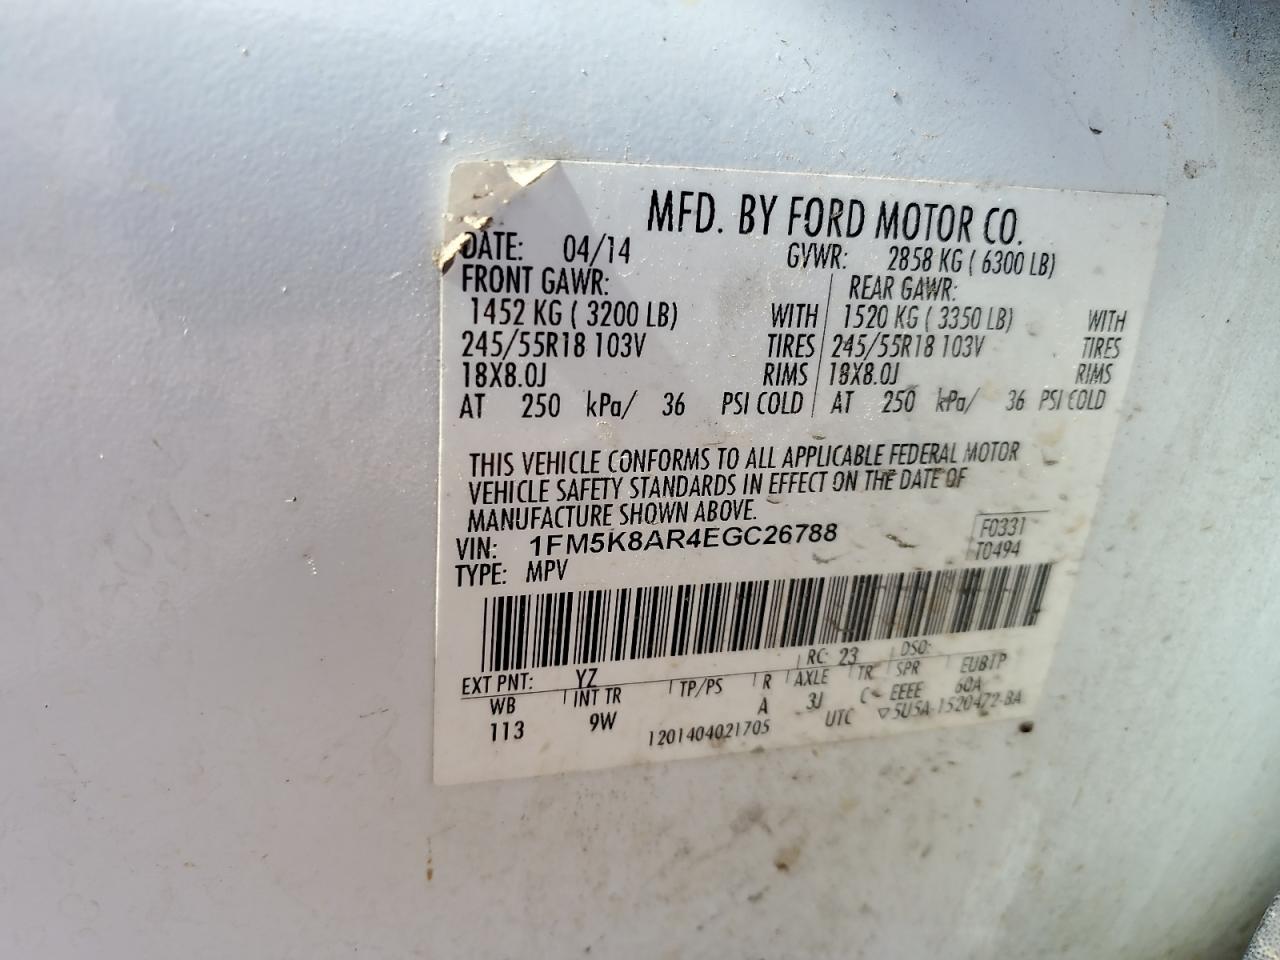 MFD. BY FORD MOTOR CO.
DATE: 04/14 GVWR: 2858 KG ( 6300 LB)
FRONT GAWR: REAR GAWR:
1452 KG ( 3200 LB) WITH 1520 KG ( 3350 LB) WITH
245/55R18 103V TIRES 245/55R18 103V TIRES
18X8.0J RIMS 18X8.0J RIMS
AT 250 kPa/ 36 PSI COLD AT 250 kPa/ 36 PSI COLD
THIS VEHICLE CONFORMS TO ALL APPLICABLE FEDERAL MOTOR
VEHICLE SAFETY STANDARDS IN EFFECT ON THE DATE OF
MANUFACTURE SHOWN ABOVE.
VIN: 1FM5K8AR4EGC26788 F0331
TYPE: MPV T0494
EXT PNT: YZ RC: 23 DSO:
WB INT TR TP/PS R AXLE TR SPR EUBTP
113 9W A 3J C EEEE 60A
1201404021705 UTC ▽5U5A-1520472-BA